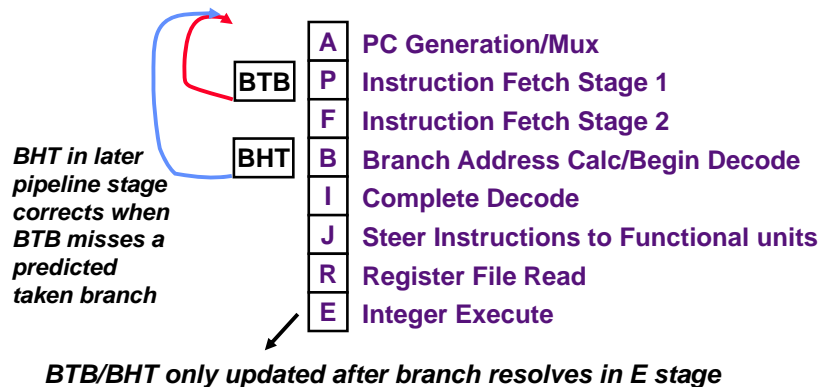 A PC Generation/Mux
BTB P Instruction Fetch Stage 1
F Instruction Fetch Stage 2
BHT B Branch Address Calc/Begin Decode
I Complete Decode
J Steer Instructions to Functional units
R Register File Read
E Integer Execute
BHT in later
pipeline stage
corrects when
BTB misses a
predicted
taken branch
BTB/BHT only updated after branch resolves in E stage